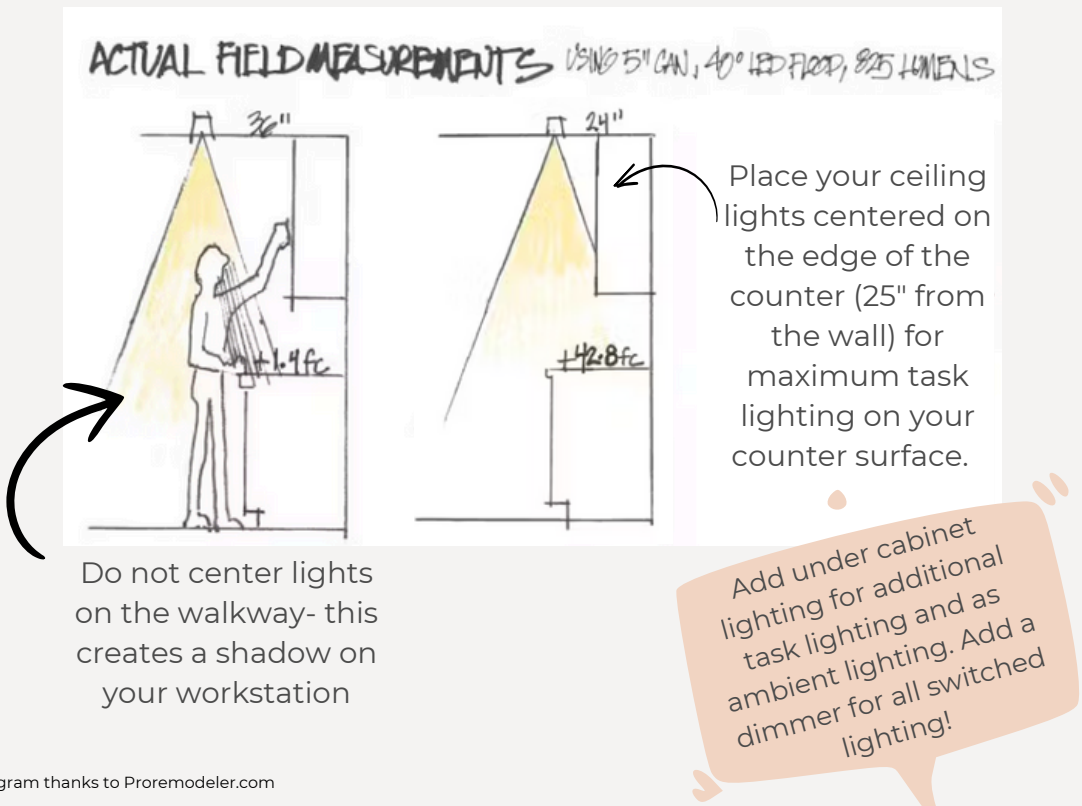 ACTUAL FIELD MEASUREMENTS USING 5" CAN, 40° LED FLOOD, 825 LUMENS
36"
24"
+1.4fc
+42.8fc
Place your ceiling
lights centered on
the edge of the
counter (25" from
the wall) for
maximum task
lighting on your
counter surface.
Do not center lights
on the walkway- this
creates a shadow on
your workstation
Add under cabinet
lighting for additional
task lighting and as
ambient lighting. Add a
dimmer for all switched
lighting!
gram thanks to Proremodeler.com